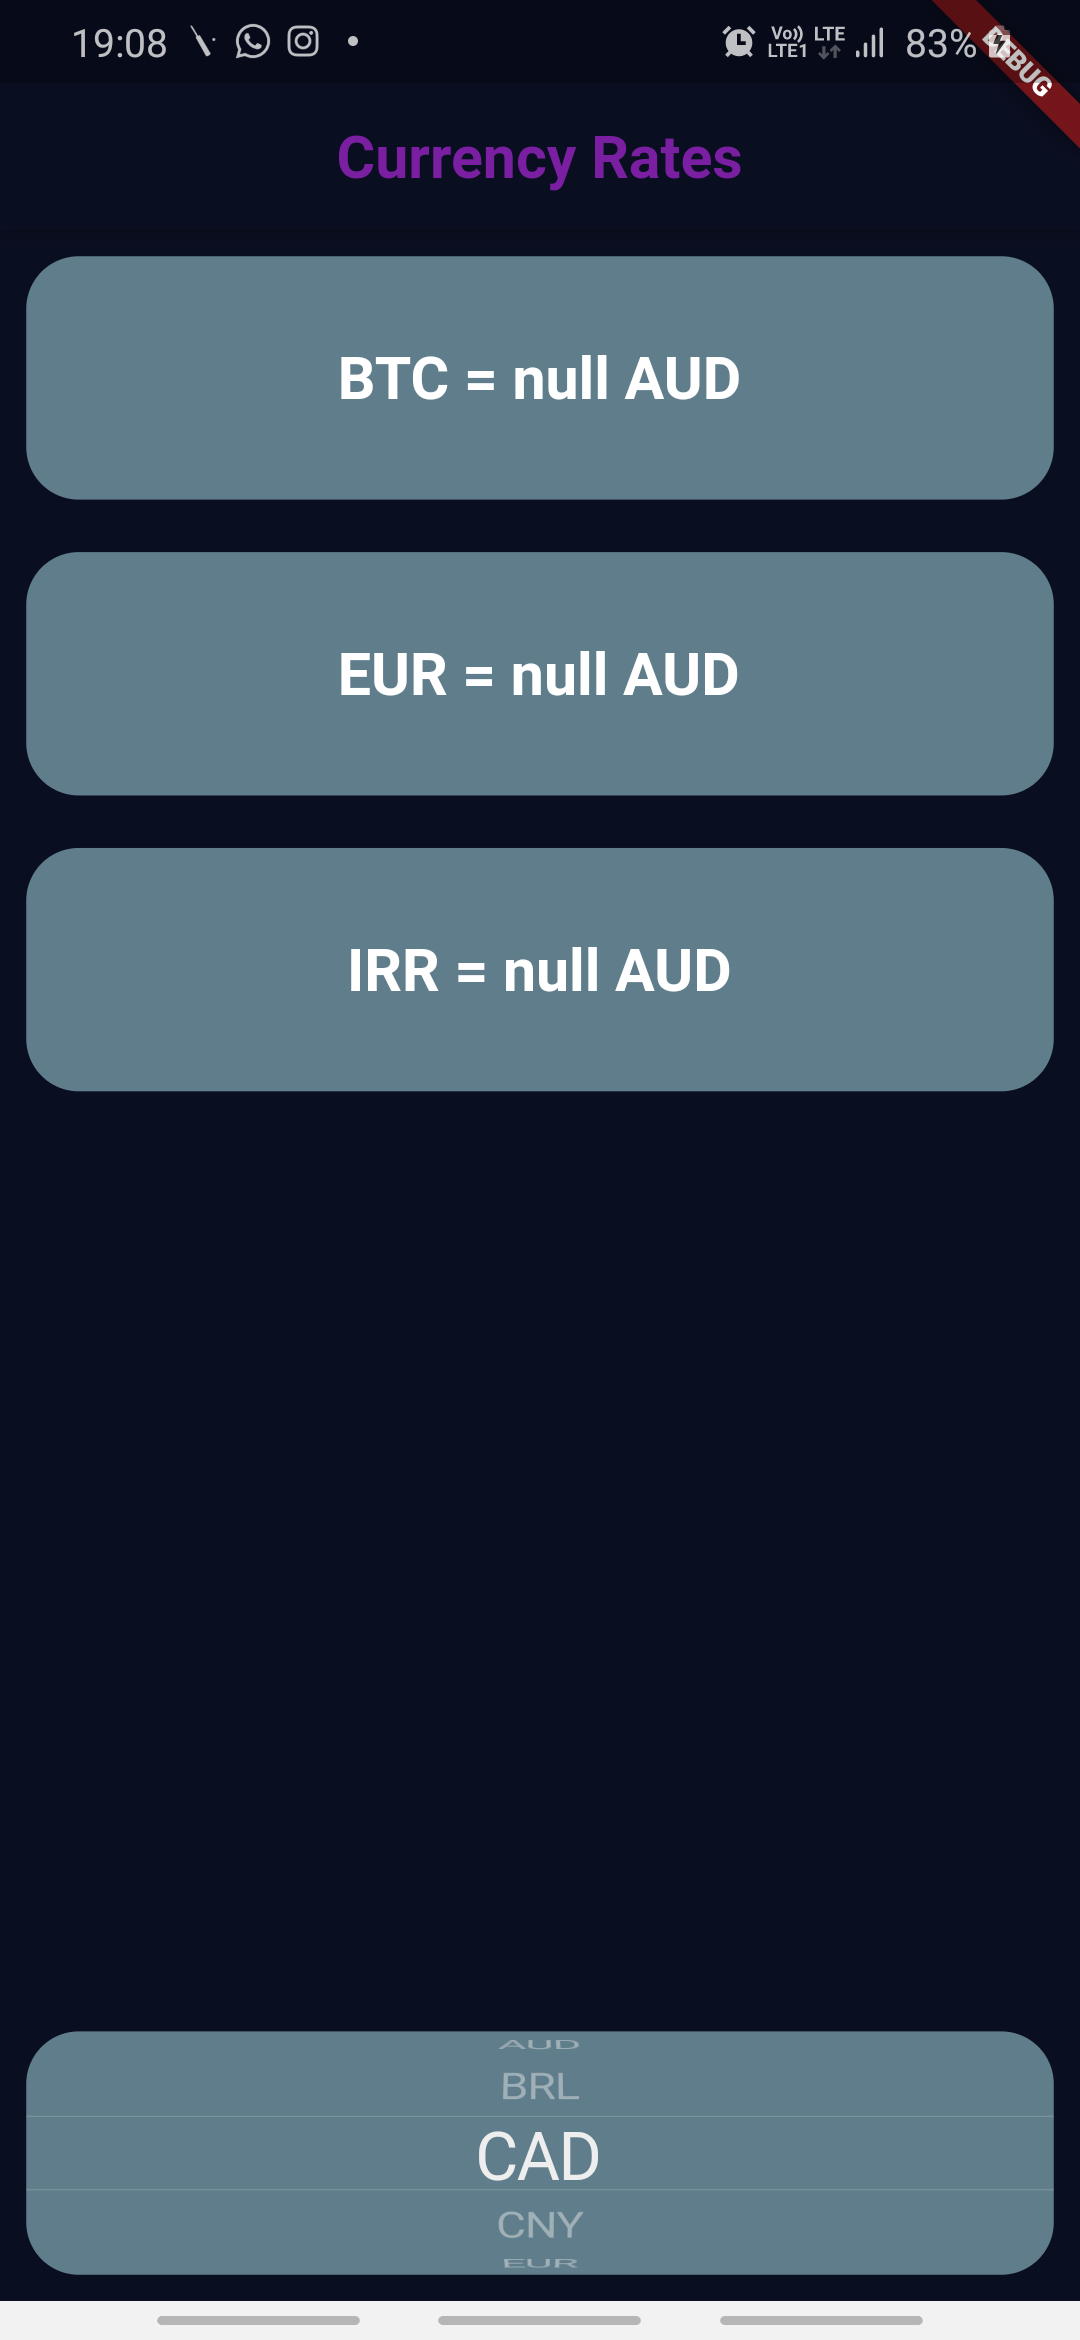 19:08
Vo)) LTE
LTE1
83%
DEBUG
Currency Rates
BTC = null AUD
EUR = null AUD
IRR = null AUD
AUD
BRL
CAD
CNY
EUR